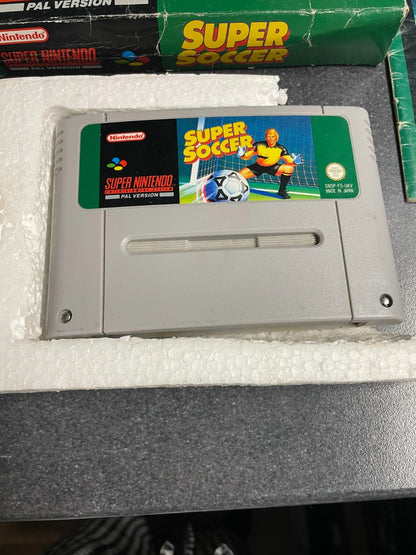 Nintendo
SUPER NINTENDO
PAL VERSION
SUPER
SOCCER
Nintendo
SUPER NINTENDO
ENTERTAINMENT SYSTEM
PAL VERSION
SUPER
SOCCER
SNSP-FS-UKV
MADE IN JAPAN